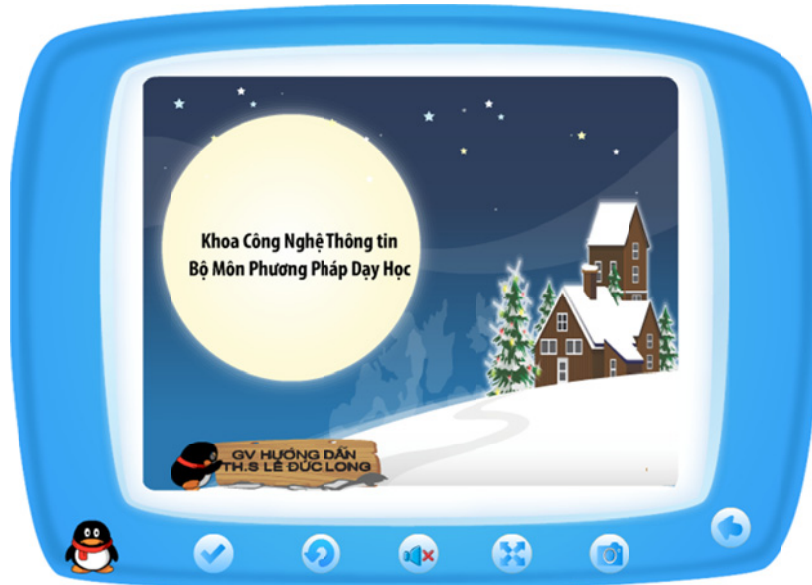 Khoa Công Nghệ Thông tin
Bộ Môn Phương Pháp Dạy Học
GV HƯỚNG DẪN
TH.S LÊ ĐỨC LONG